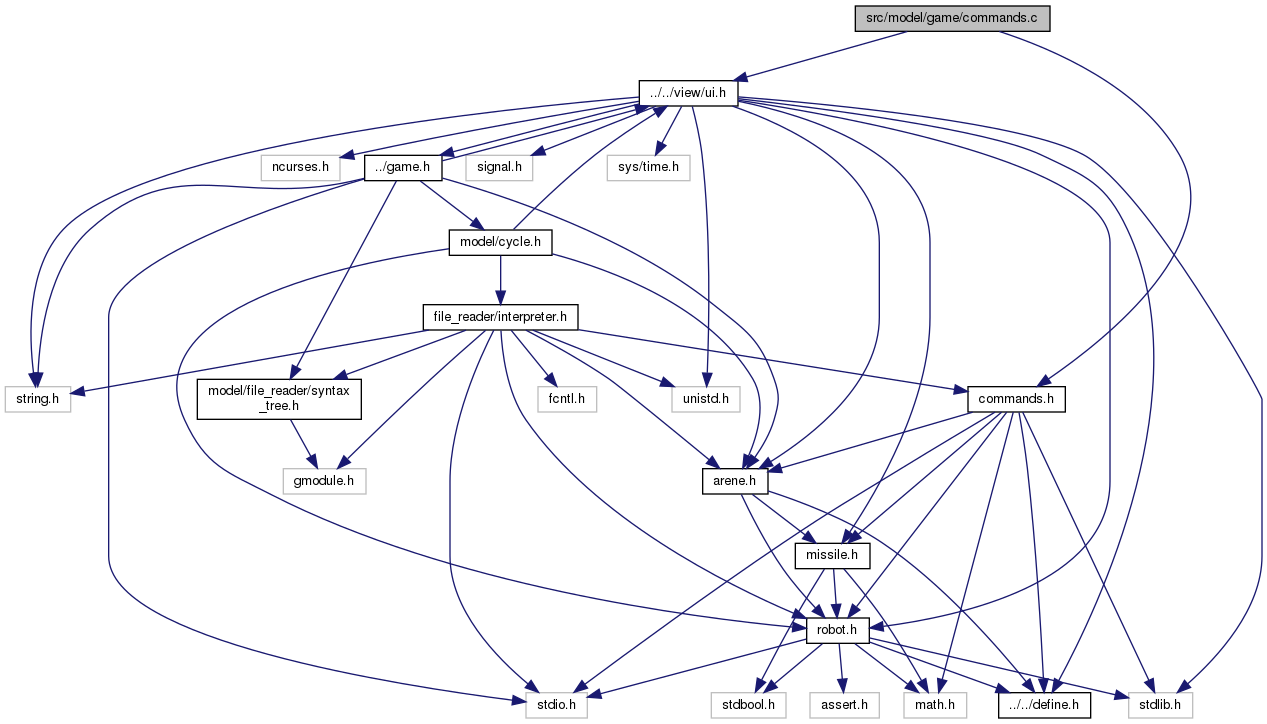 src/model/game/commands.c
../../view/ui.h
ncurses.h
../game.h
signal.h
sys/time.h
model/cycle.h
file_reader/interpreter.h
string.h
model/file_reader/syntax
_tree.h
fcntl.h
unistd.h
commands.h
gmodule.h
arene.h
missile.h
robot.h
stdio.h
stdbool.h
assert.h
math.h
../../define.h
stdlib.h